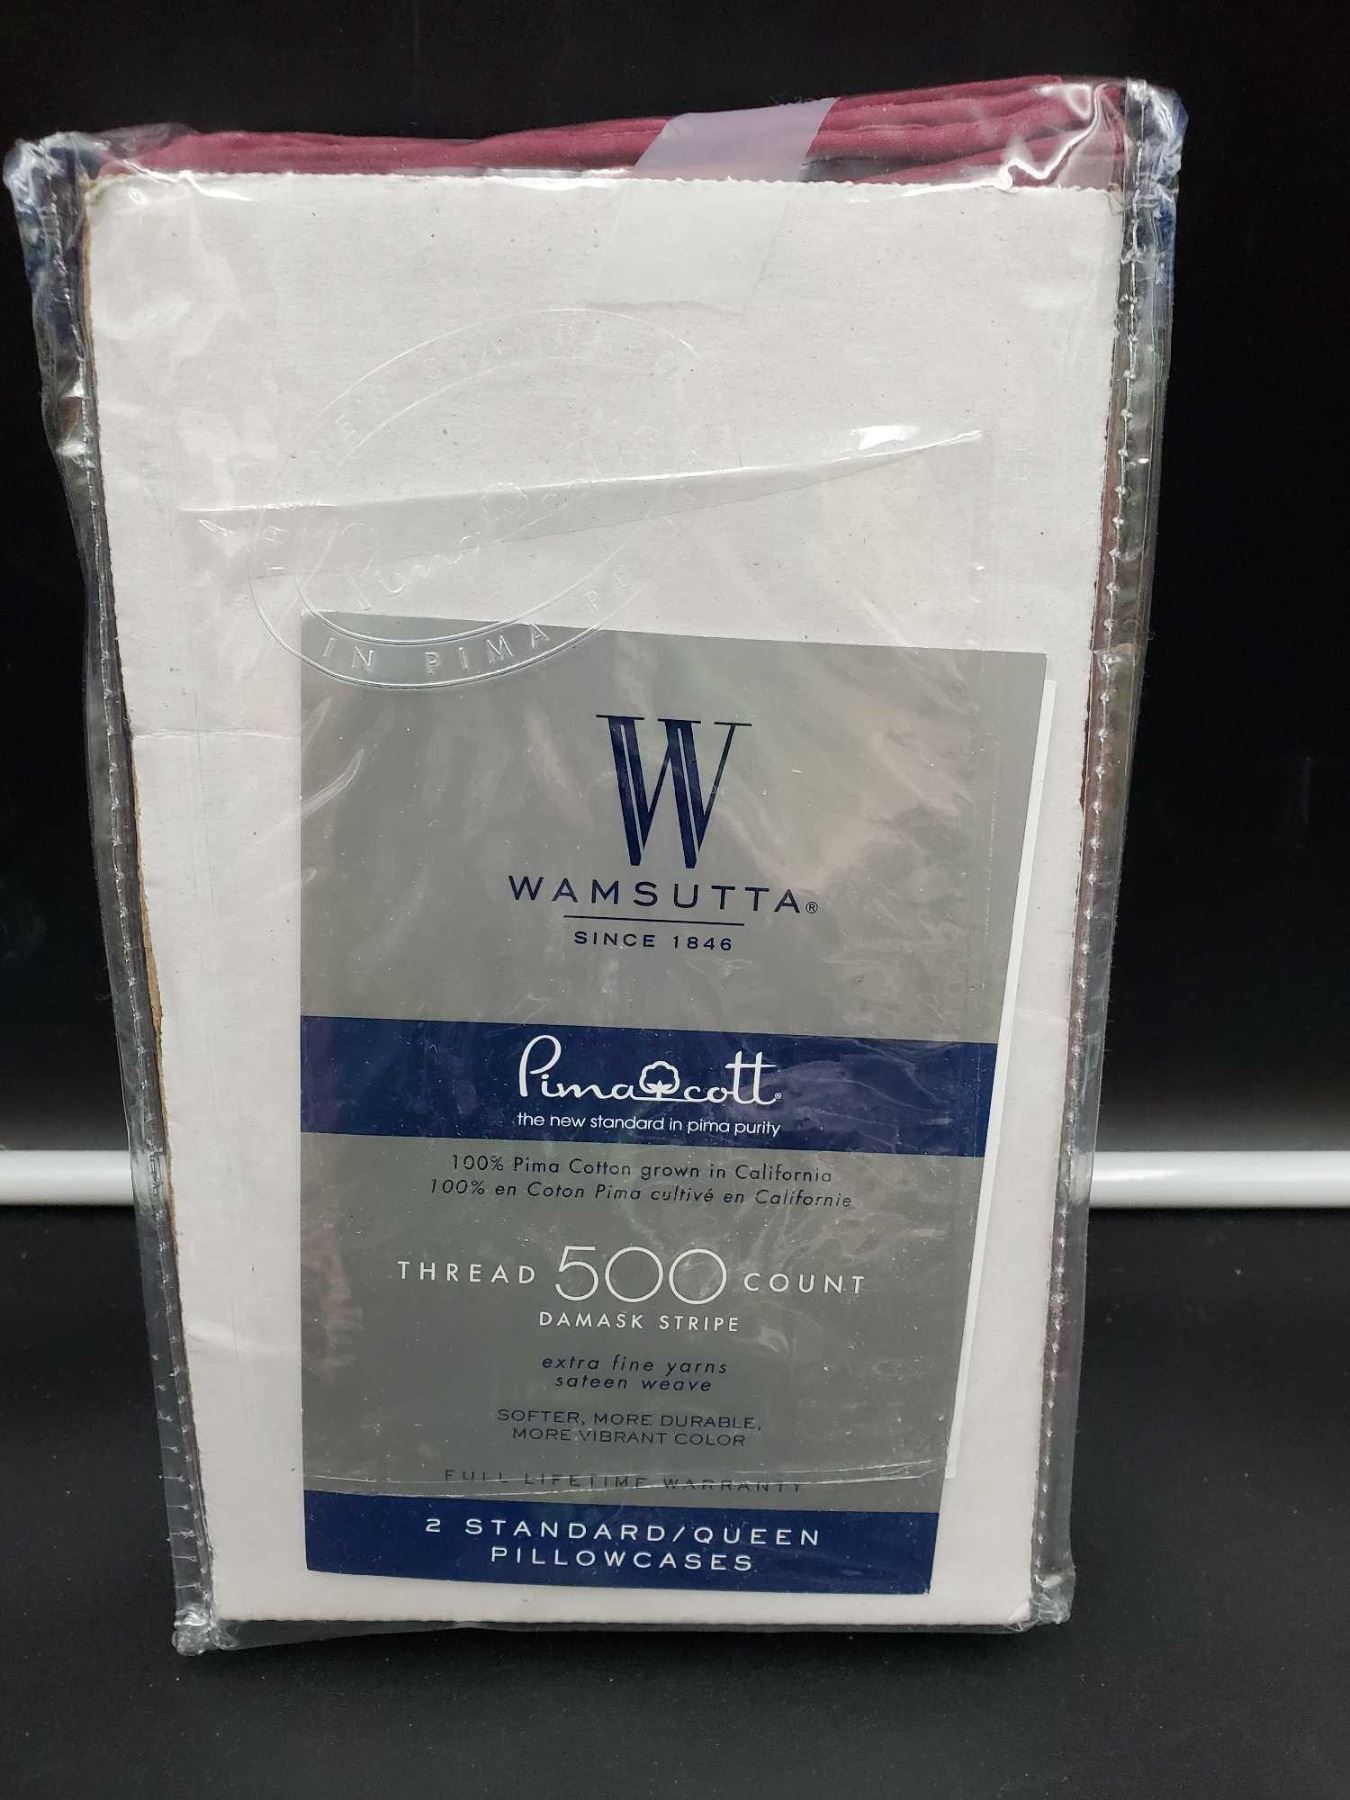 IN PIMA
W
WAMSUTTA®
SINCE 1846
Pimacott®
the new standard in pima purity
100% Pima Cotton grown in California
100% en Coton Pima cultivé en Californie
THREAD 500 COUNT
DAMASK STRIPE
extra fine yarns
sateen weave
SOFTER, MORE DURABLE,
MORE VIBRANT COLOR
FULL LIFETIME WARRANTY
2 STANDARD/QUEEN
PILLOWCASES